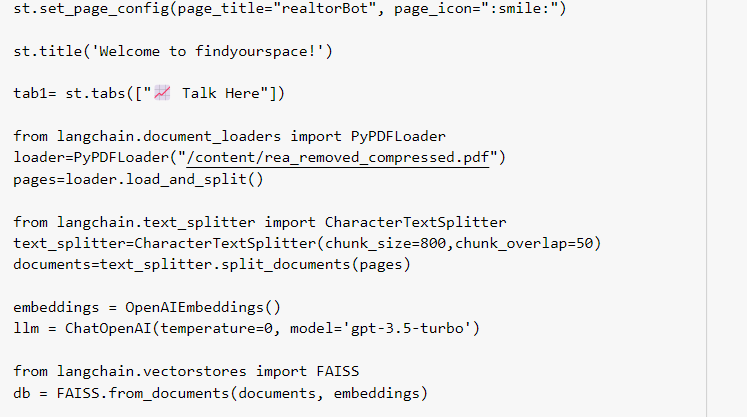 st.set_page_config(page_title="realtorBot", page_icon=":smile:")
st.title('Welcome to findyourspace!')
tab1= st.tabs(["📈 Talk Here"])
from langchain.document_loaders import PyPDFLoader
loader=PyPDFLoader("/content/rea_removed_compressed.pdf")
pages=loader.load_and_split()
from langchain.text_splitter import CharacterTextSplitter
text_splitter=CharacterTextSplitter(chunk_size=800,chunk_overlap=50)
documents=text_splitter.split_documents(pages)
embeddings = OpenAIEmbeddings()
llm = ChatOpenAI(temperature=0, model='gpt-3.5-turbo')
from langchain.vectorstores import FAISS
db = FAISS.from_documents(documents, embeddings)